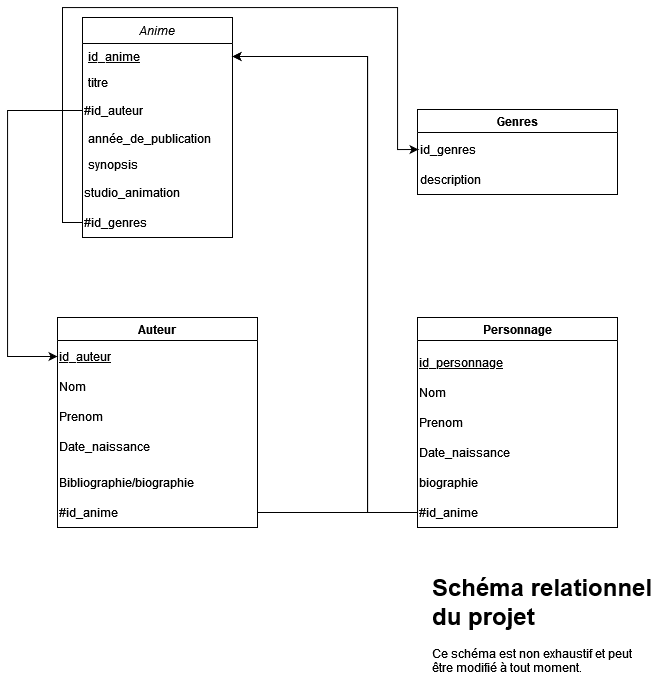 Anime
id_anime
titre
#id_auteur
année_de_publication
synopsis
studio_animation
#id_genres
Genres
id_genres
description
Auteur
id_auteur
Nom
Prenom
Date_naissance
Bibliographie/biographie
#id_anime
Personnage
id_personnage
Nom
Prenom
Date_naissance
biographie
#id_anime
Schéma relationnel
du projet
Ce schéma est non exhaustif et peut
être modifié à tout moment.